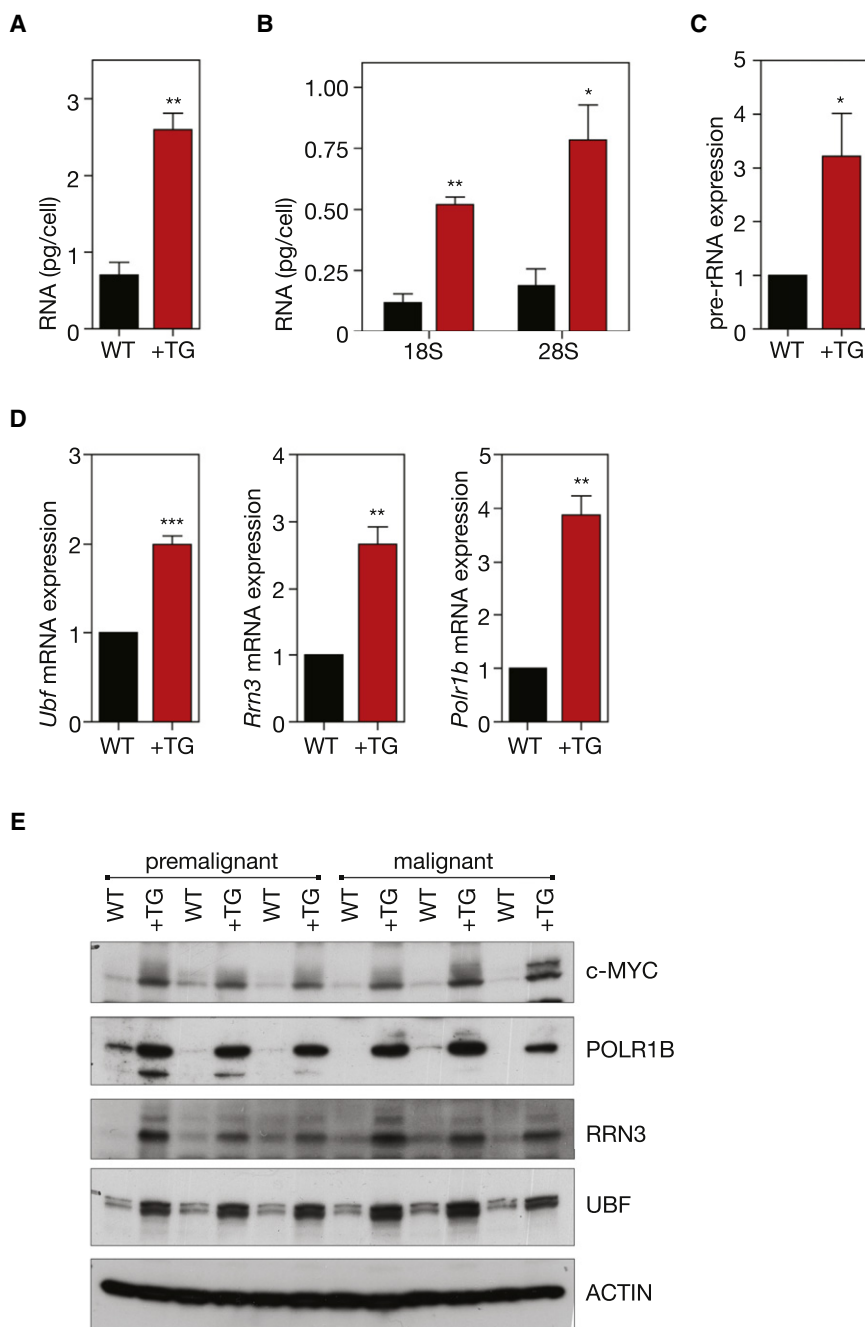 A
RNA (pg/cell)
3
2
1
0
**
WT +TG
B
RNA (pg/cell)
1.00
0.75
0.50
0.25
0
**
*
18S 28S
C
pre-rRNA expression
5
4
3
2
1
0
*
WT +TG
D
Ubf mRNA expression
3
2
1
0
***
WT +TG
Rrn3 mRNA expression
4
3
2
1
0
**
WT +TG
Polr1b mRNA expression
5
4
3
2
1
0
**
WT +TG
E
premalignant malignant
WT +TG WT +TG WT +TG WT +TG WT +TG WT +TG
c-MYC
POLR1B
RRN3
UBF
ACTIN